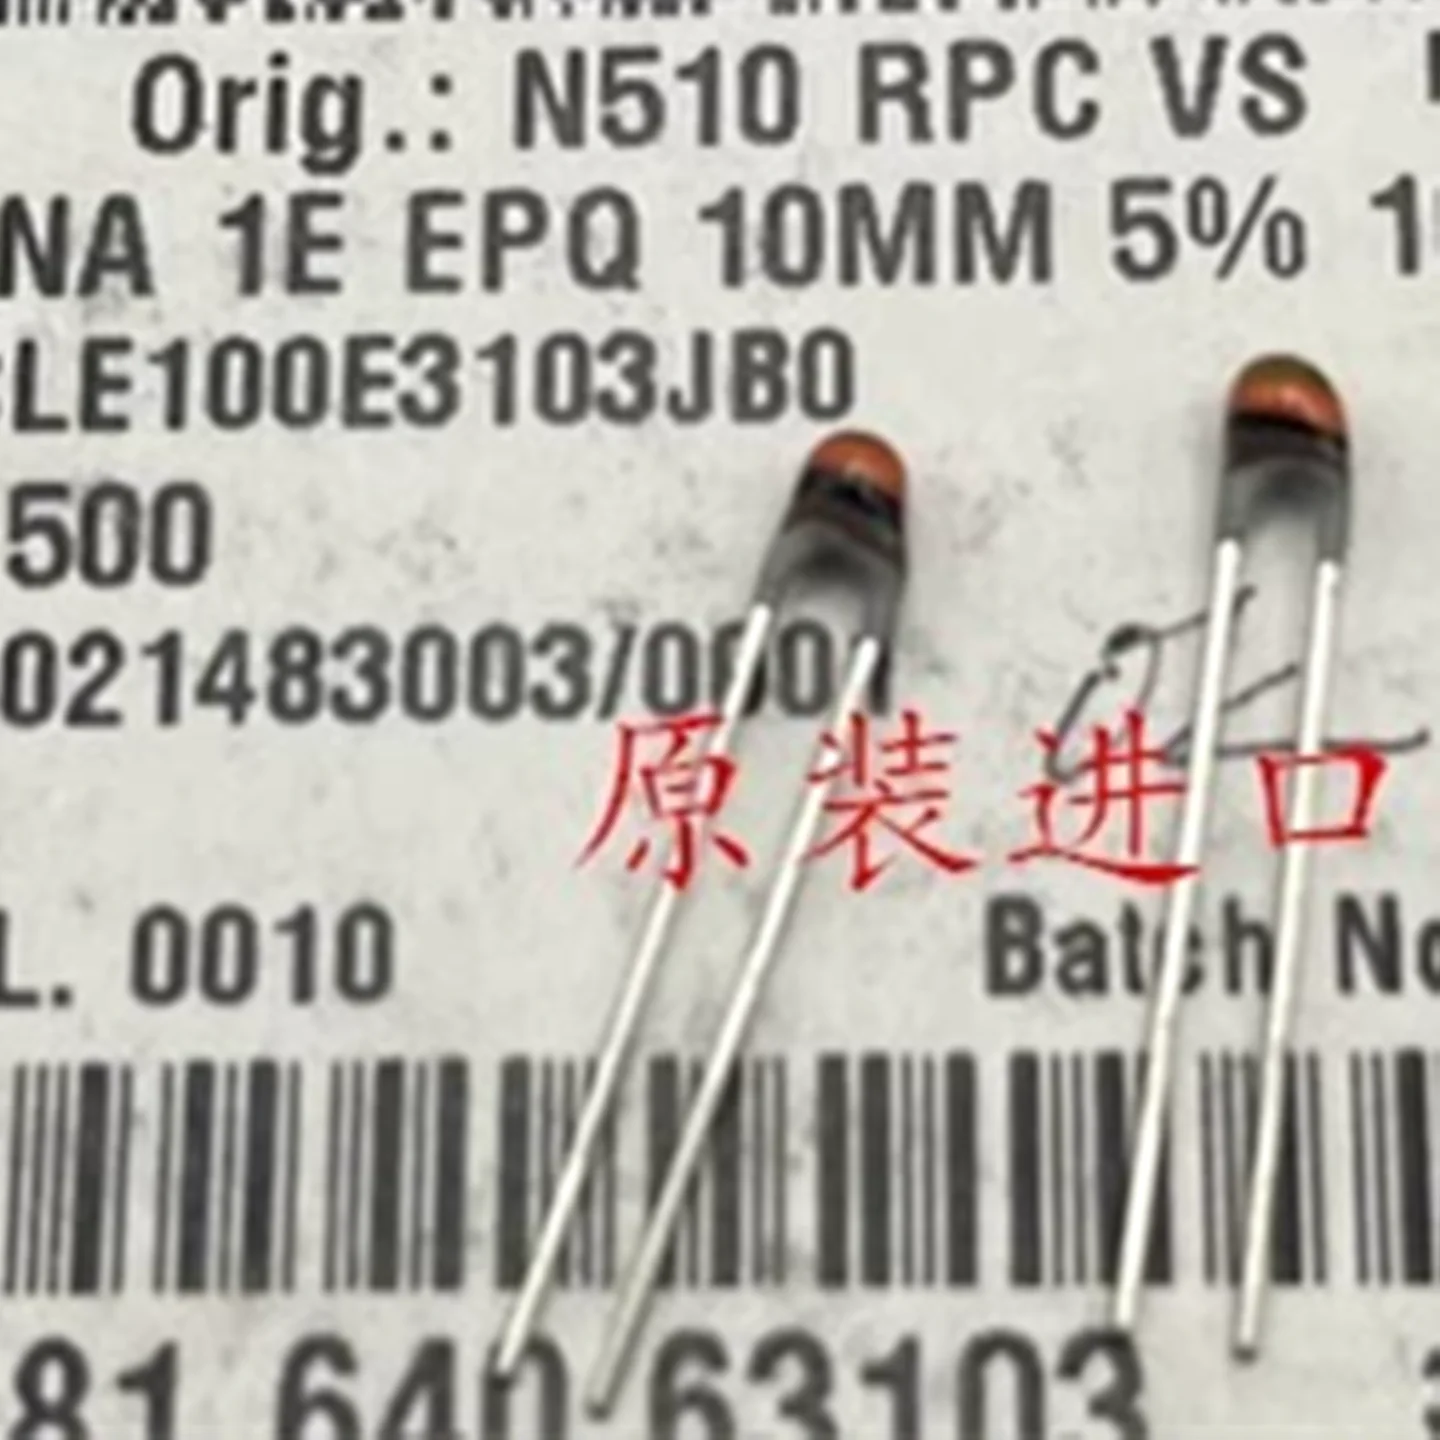 Orig.: N510 RPC VS
NA 1E EPQ 10MM 5% 1
LE100E3103JB0
500
021483003/000
原装进口
L. 0010
Batch No
81 640 63103